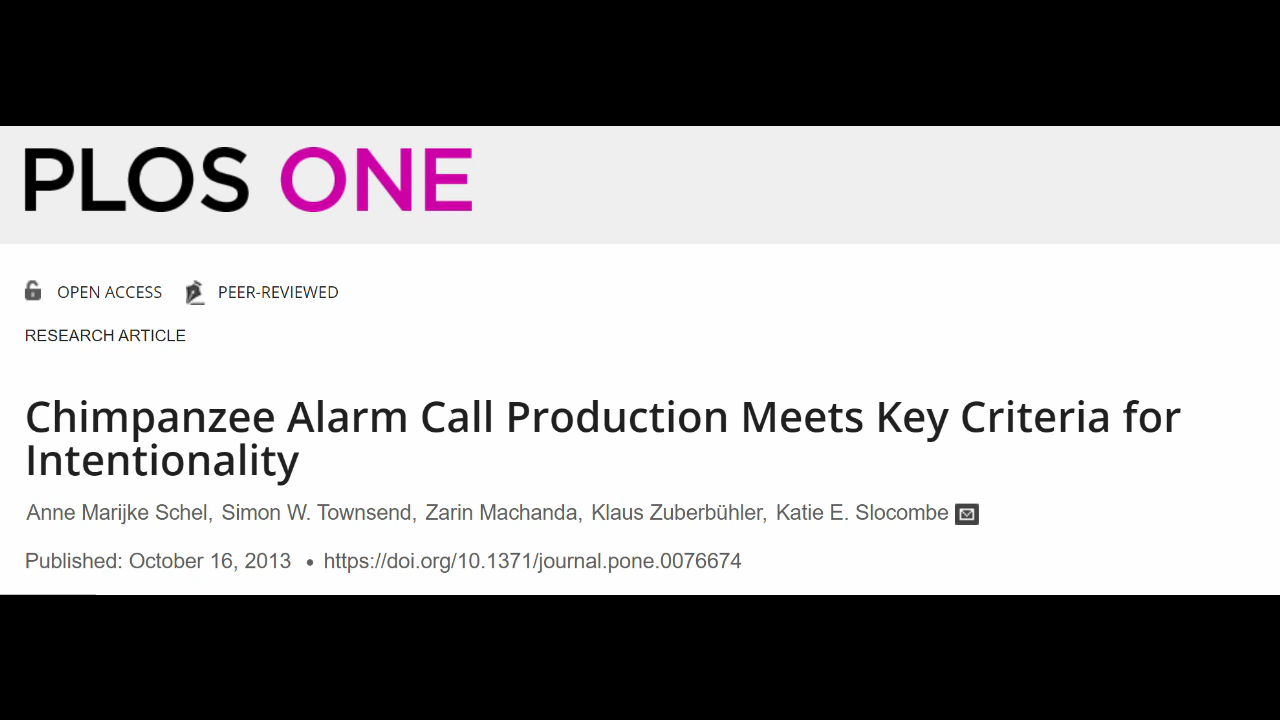 PLOS ONE
OPEN ACCESS PEER-REVIEWED
RESEARCH ARTICLE
Chimpanzee Alarm Call Production Meets Key Criteria for
Intentionality
Anne Marijke Schel, Simon W. Townsend, Zarin Machanda, Klaus Zuberbühler, Katie E. Slocombe
Published: October 16, 2013 • https://doi.org/10.1371/journal.pone.0076674